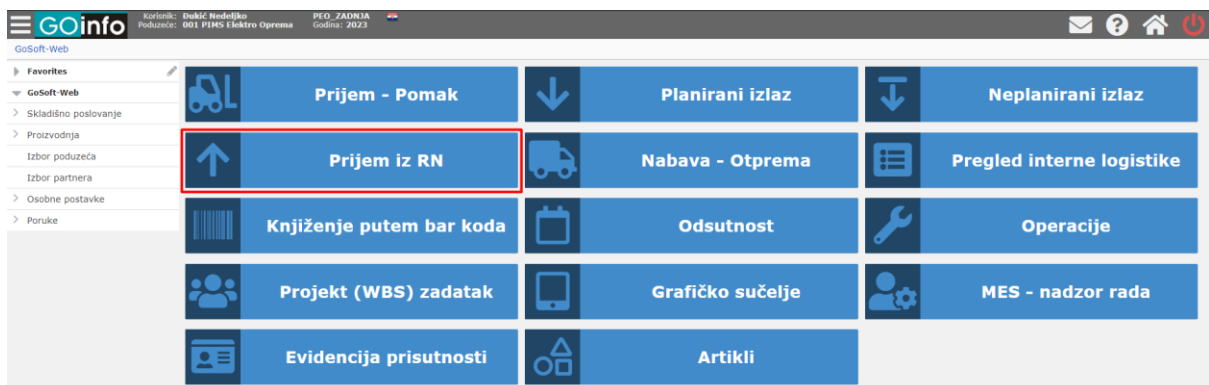 GOinfo
Korisnik: Đukić Nedeljko PEO_ZADNJA
Poduzeće: 001 PIMS Elektro Oprema Godina: 2023
GoSoft-Web
Favorites
GoSoft-Web
Skladišno poslovanje
Proizvodnja
Izbor poduzeća
Izbor partnera
Osobne postavke
Poruke
Prijem - Pomak
Planirani izlaz
Neplanirani izlaz
Prijem iz RN
Nabava - Otprema
Pregled interne logistike
Knjiženje putem bar koda
Odsutnost
Operacije
Projekt (WBS) zadatak
Grafičko sučelje
MES - nadzor rada
Evidencija prisutnosti
Artikli